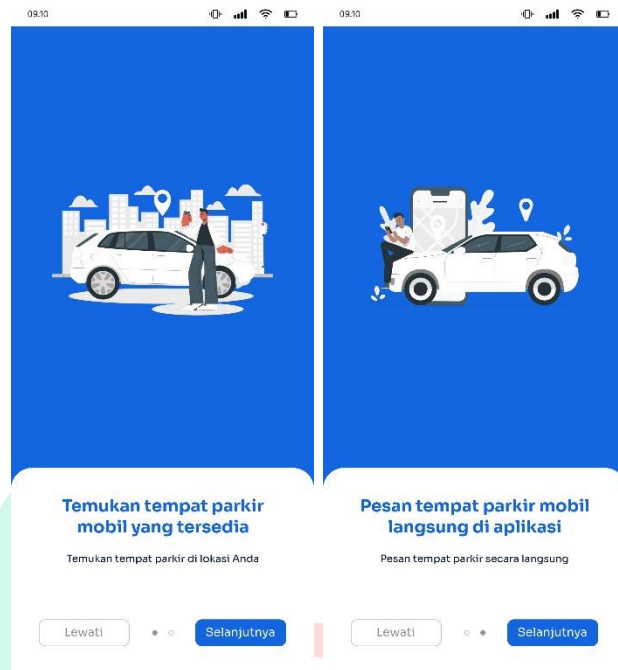 09.10
Temukan tempat parkir
mobil yang tersedia
Temukan tempat parkir di lokasi Anda
Lewati
Selanjutnya
09.10
Pesan tempat parkir mobil
langsung di aplikasi
Pesan tempat parkir secara langsung
Lewati
Selanjutnya